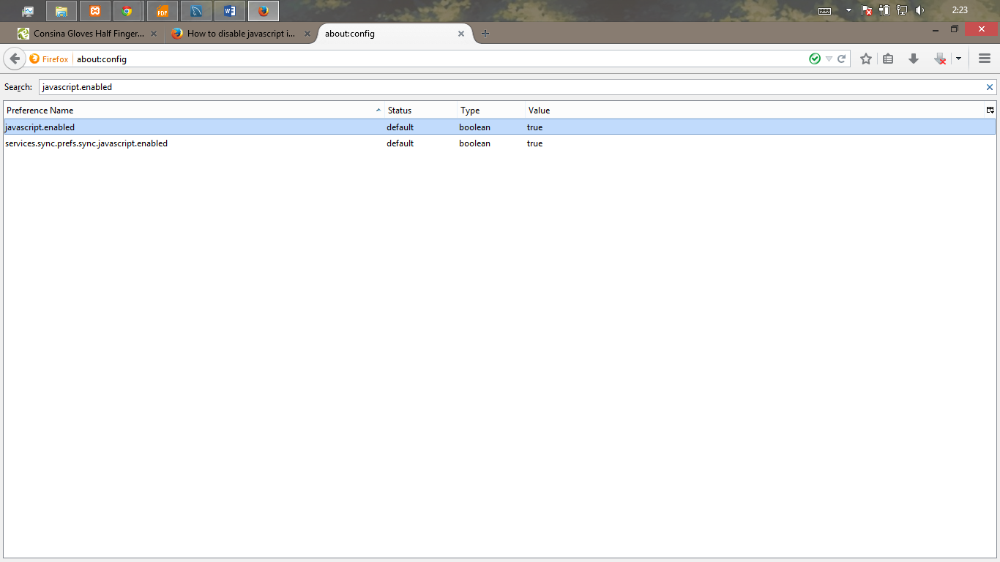 PDF
2:23
Consina Gloves Half Finger...
How to disable javascript i...
about:config
Firefox
about:config
Search:
javascript.enabled
Preference Name Status Type Value
javascript.enabled default boolean true
services.sync.prefs.sync.javascript.enabled default boolean true